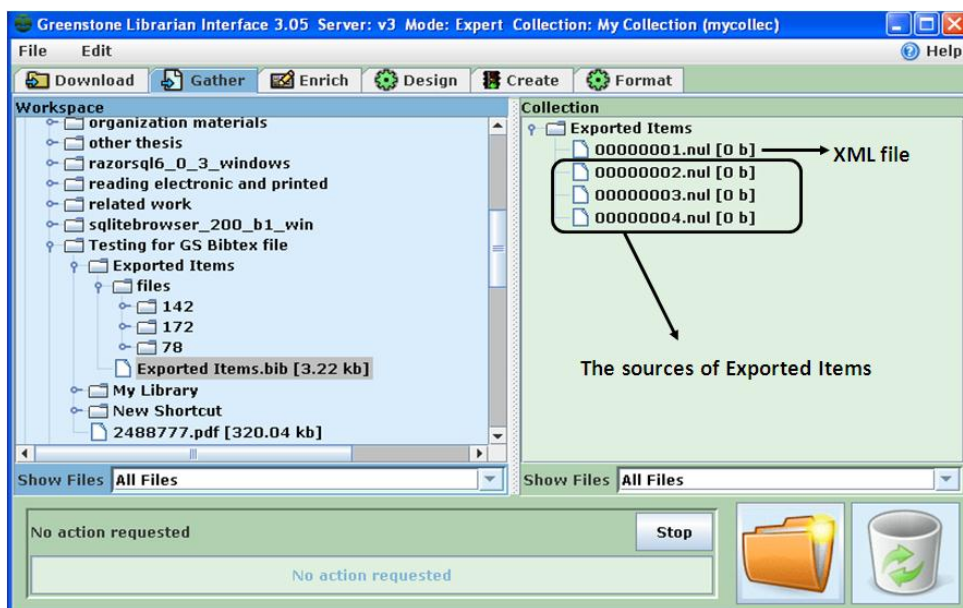 Greenstone Librarian Interface 3.05 Server: v3 Mode: Expert Collection: My Collection (mycollec)
File Edit Help
Download Gather Enrich Design Create Format
Workspace
organization materials
other thesis
razorsql6_0_3_windows
reading electronic and printed
related work
sqlitebrowser_200_b1_win
Testing for GS Bibtex file
Exported Items
files
142
172
78
Exported Items.bib [3.22 kb]
My Library
New Shortcut
2488777.pdf [320.04 kb]
Show Files All Files
Collection
Exported Items
00000001.nul [0 b]
XML file
00000002.nul [0 b]
00000003.nul [0 b]
00000004.nul [0 b]
The sources of Exported Items
Show Files All Files
No action requested
Stop
No action requested